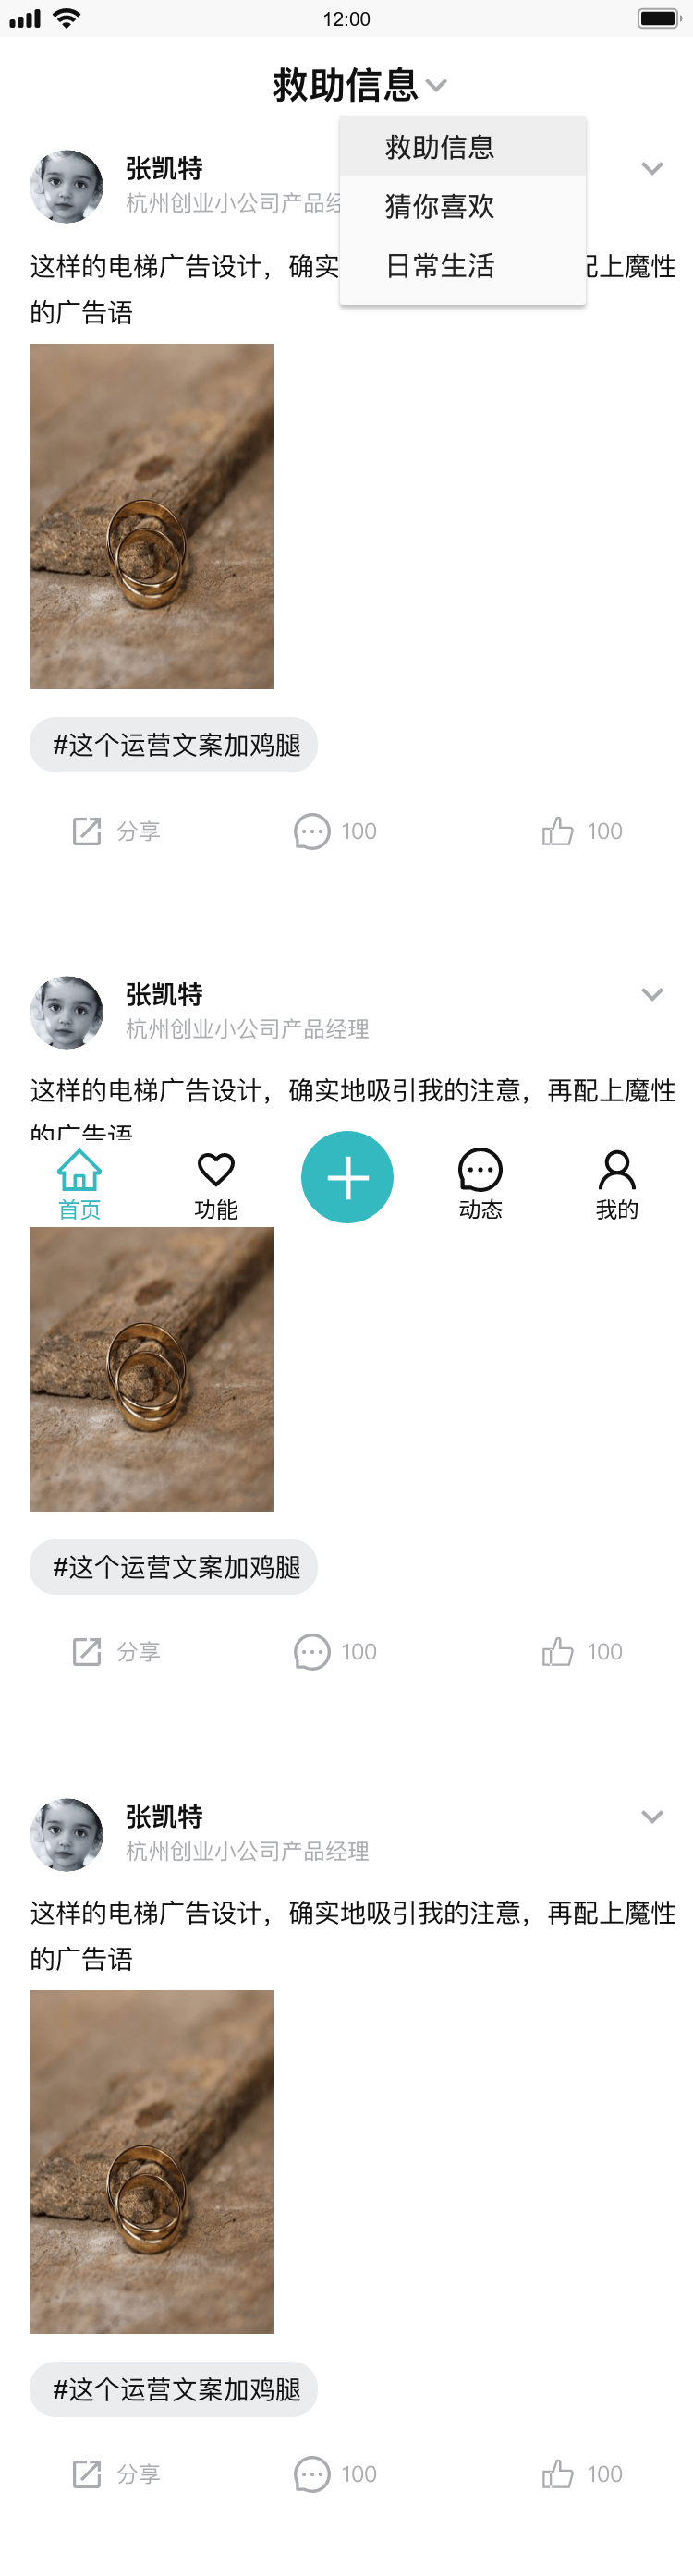 12:00
救助信息
救助信息
猜你喜欢
日常生活
张凯特
杭州创业小公司产品经
这样的电梯广告设计，确实
配上魔性
的广告语
#这个运营文案加鸡腿
分享
100
100
张凯特
杭州创业小公司产品经理
这样的电梯广告设计，确实地吸引我的注意，再配上魔性
的广告语
首页
功能
动态
我的
#这个运营文案加鸡腿
分享
100
100
张凯特
杭州创业小公司产品经理
这样的电梯广告设计，确实地吸引我的注意，再配上魔性
的广告语
#这个运营文案加鸡腿
分享
100
100